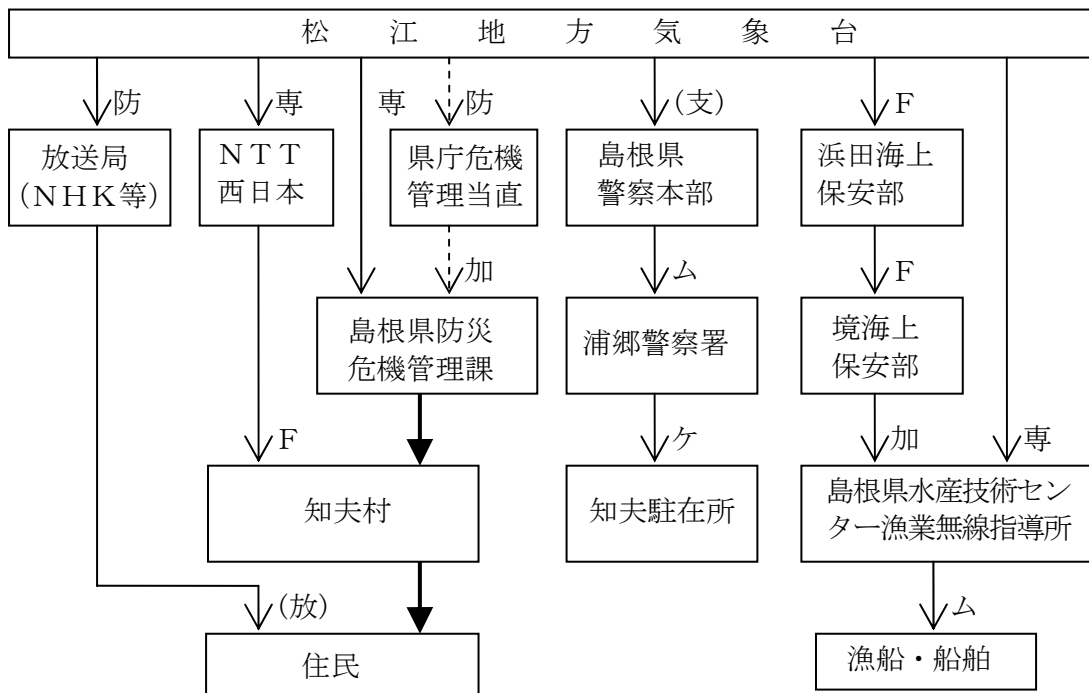 松江地方気象台
防
専
専
防
(支)
F
放送局
(NHK等)
NTT
西日本
県庁危機
管理当直
島根県
警察本部
浜田海上
保安部
加
ム
F
島根県防災
危機管理課
浦郷警察署
境海上
保安部
F
ケ
加
専
知夫村
知夫駐在所
島根県水産技術セン
ター漁業無線指導所
(放)
ム
住民
漁船・船舶